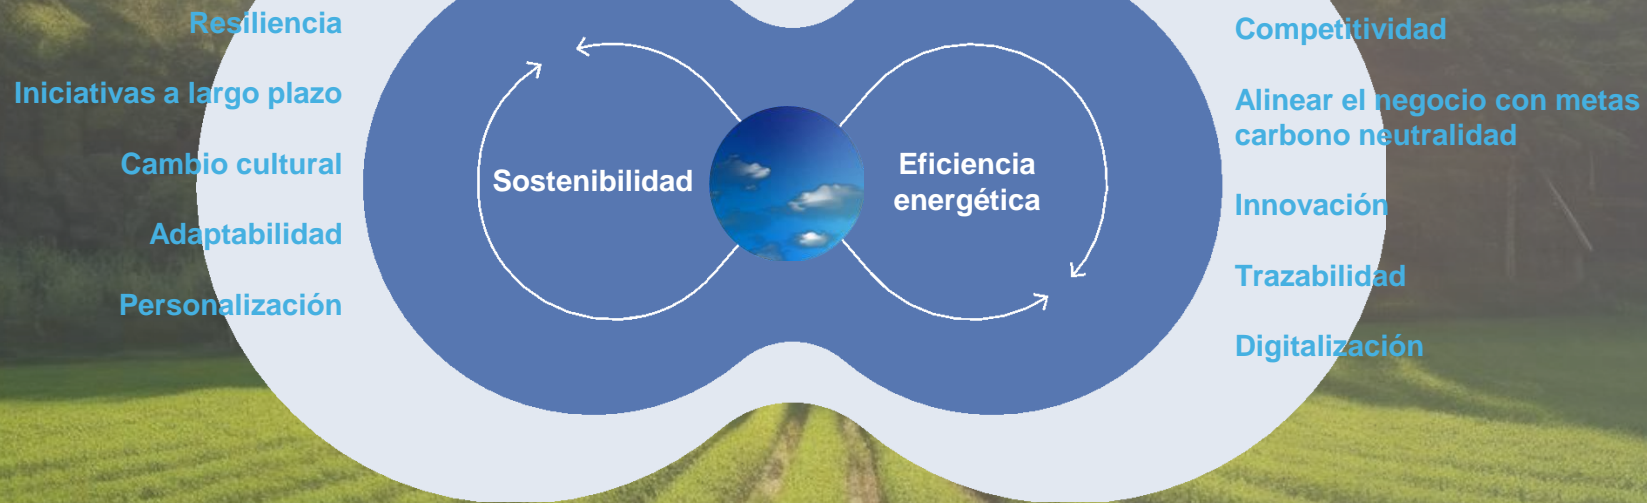 Resiliencia
Iniciativas a largo plazo
Cambio cultural
Adaptabilidad
Personalización
Sostenibilidad
Eficiencia
energética
Competitividad
Alinear el negocio con metas
carbono neutralidad
Innovación
Trazabilidad
Digitalización